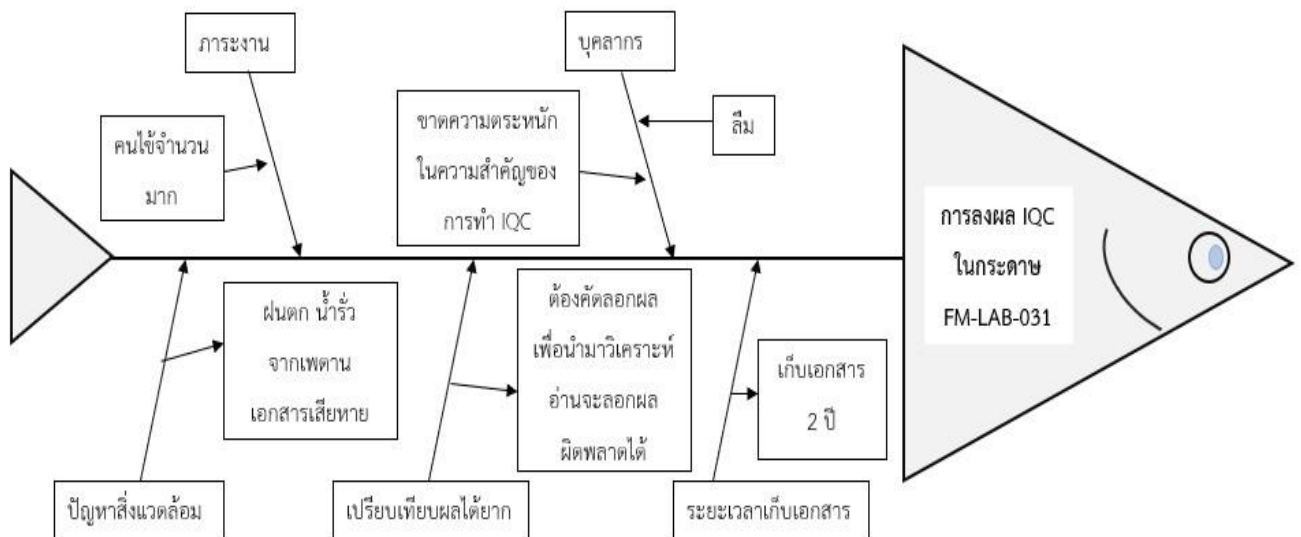 ภาระงาน
บุคลากร
คนไข้จำนวน
มาก
ขาดความตระหนัก
ในความสำคัญของ
การทำ IQC
ลืม
การลงผล IQC
ในกระดาษ
FM-LAB-031
ฝนตก น้ำรั่ว
จากเพดาน
เอกสารเสียหาย
ต้องคัดลอกผล
เพื่อนำมาวิเคราะห์
อ่านจะลอกผล
ผิดพลาดได้
เก็บเอกสาร
2 ปี
ปัญหาสิ่งแวดล้อม
เปรียบเทียบผลได้ยาก
ระยะเวลาเก็บเอกสาร